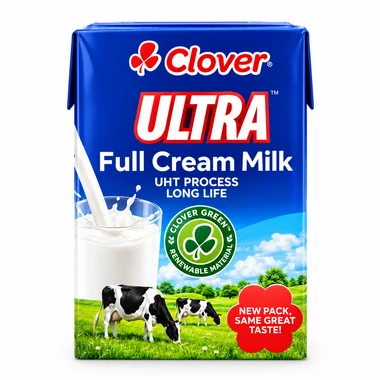 Clover®
ULTRA™
Full Cream Milk
UHT PROCESS
LONG LIFE
CLOVER GREEN™
RENEWABLE MATERIAL
NEW PACK,
SAME GREAT
TASTE!